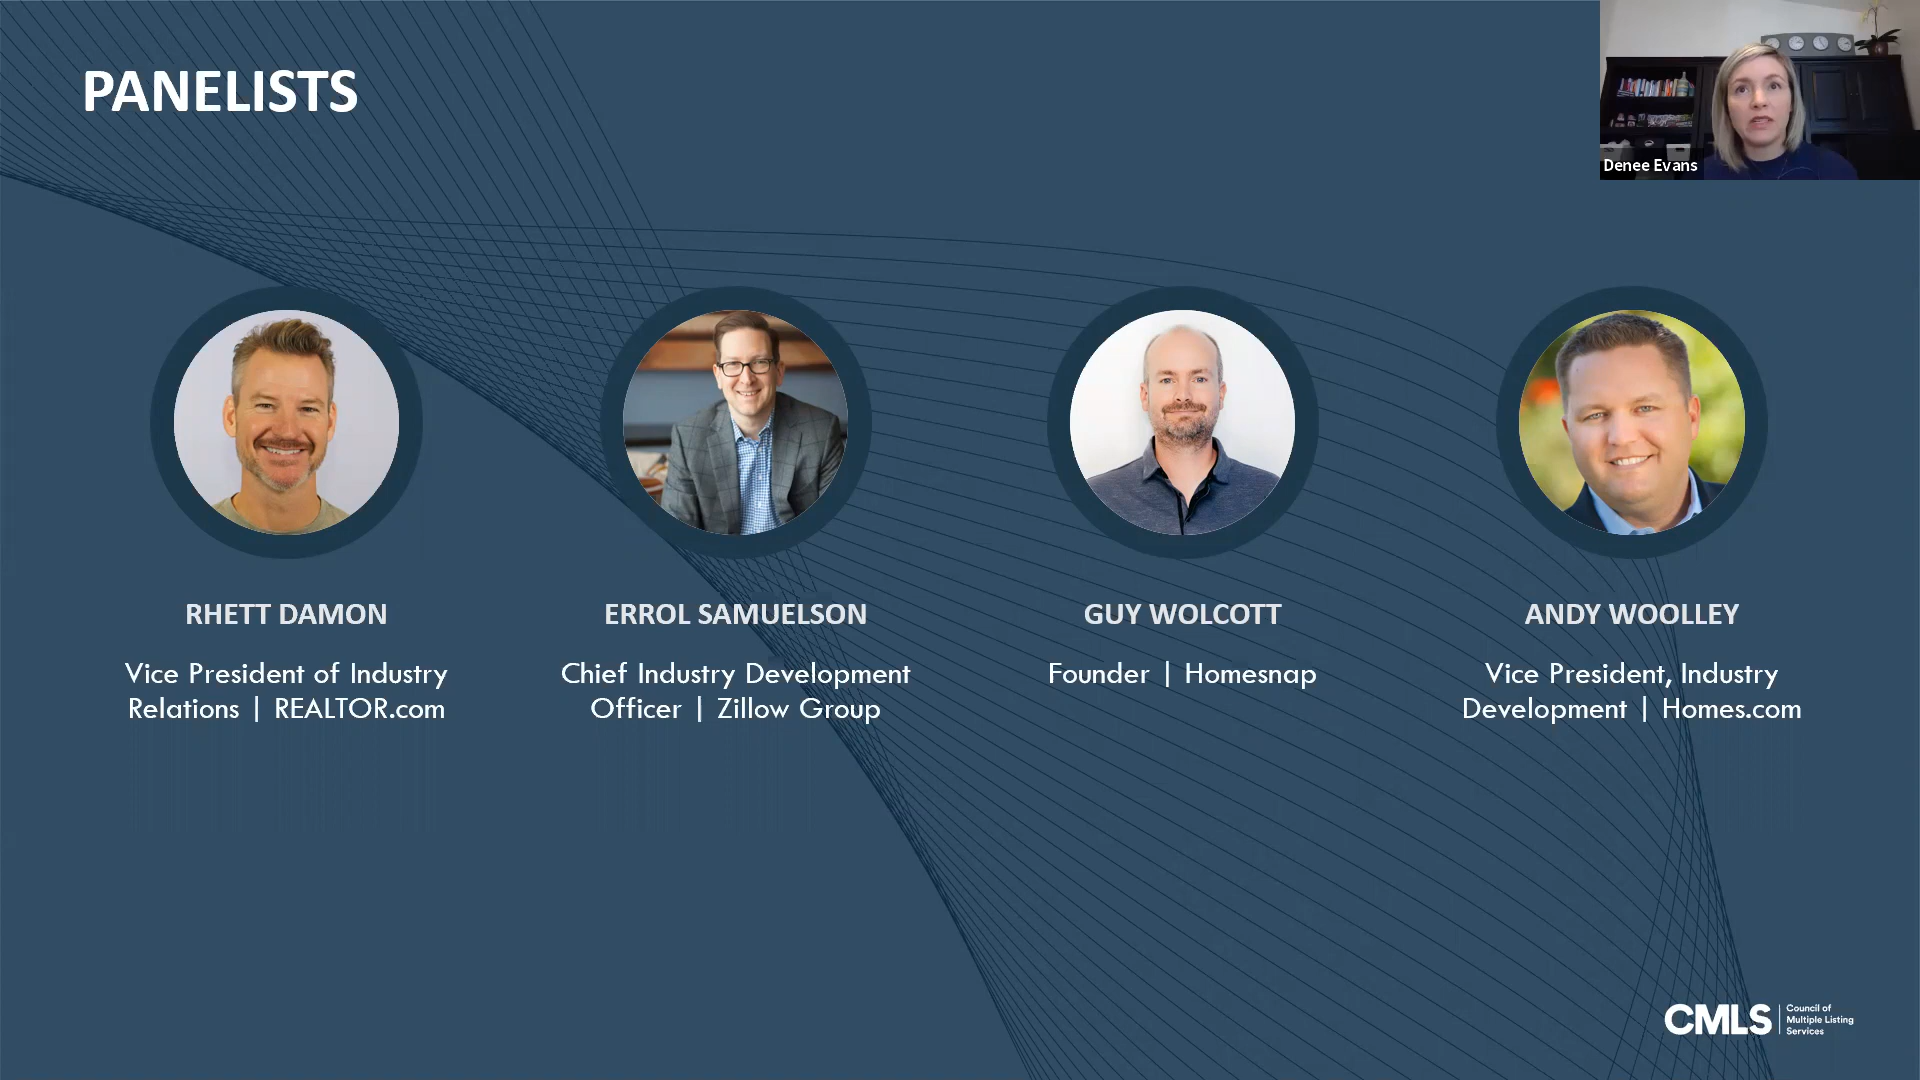 PANELISTS
Denee Evans
RHETT DAMON
Vice President of Industry
Relations | REALTOR.com
ERROL SAMUELSON
Chief Industry Development
Officer | Zillow Group
GUY WOLCOTT
Founder | Homesnap
ANDY WOOLLEY
Vice President, Industry
Development | Homes.com
CMLS
Council of
Multiple Listing
Services